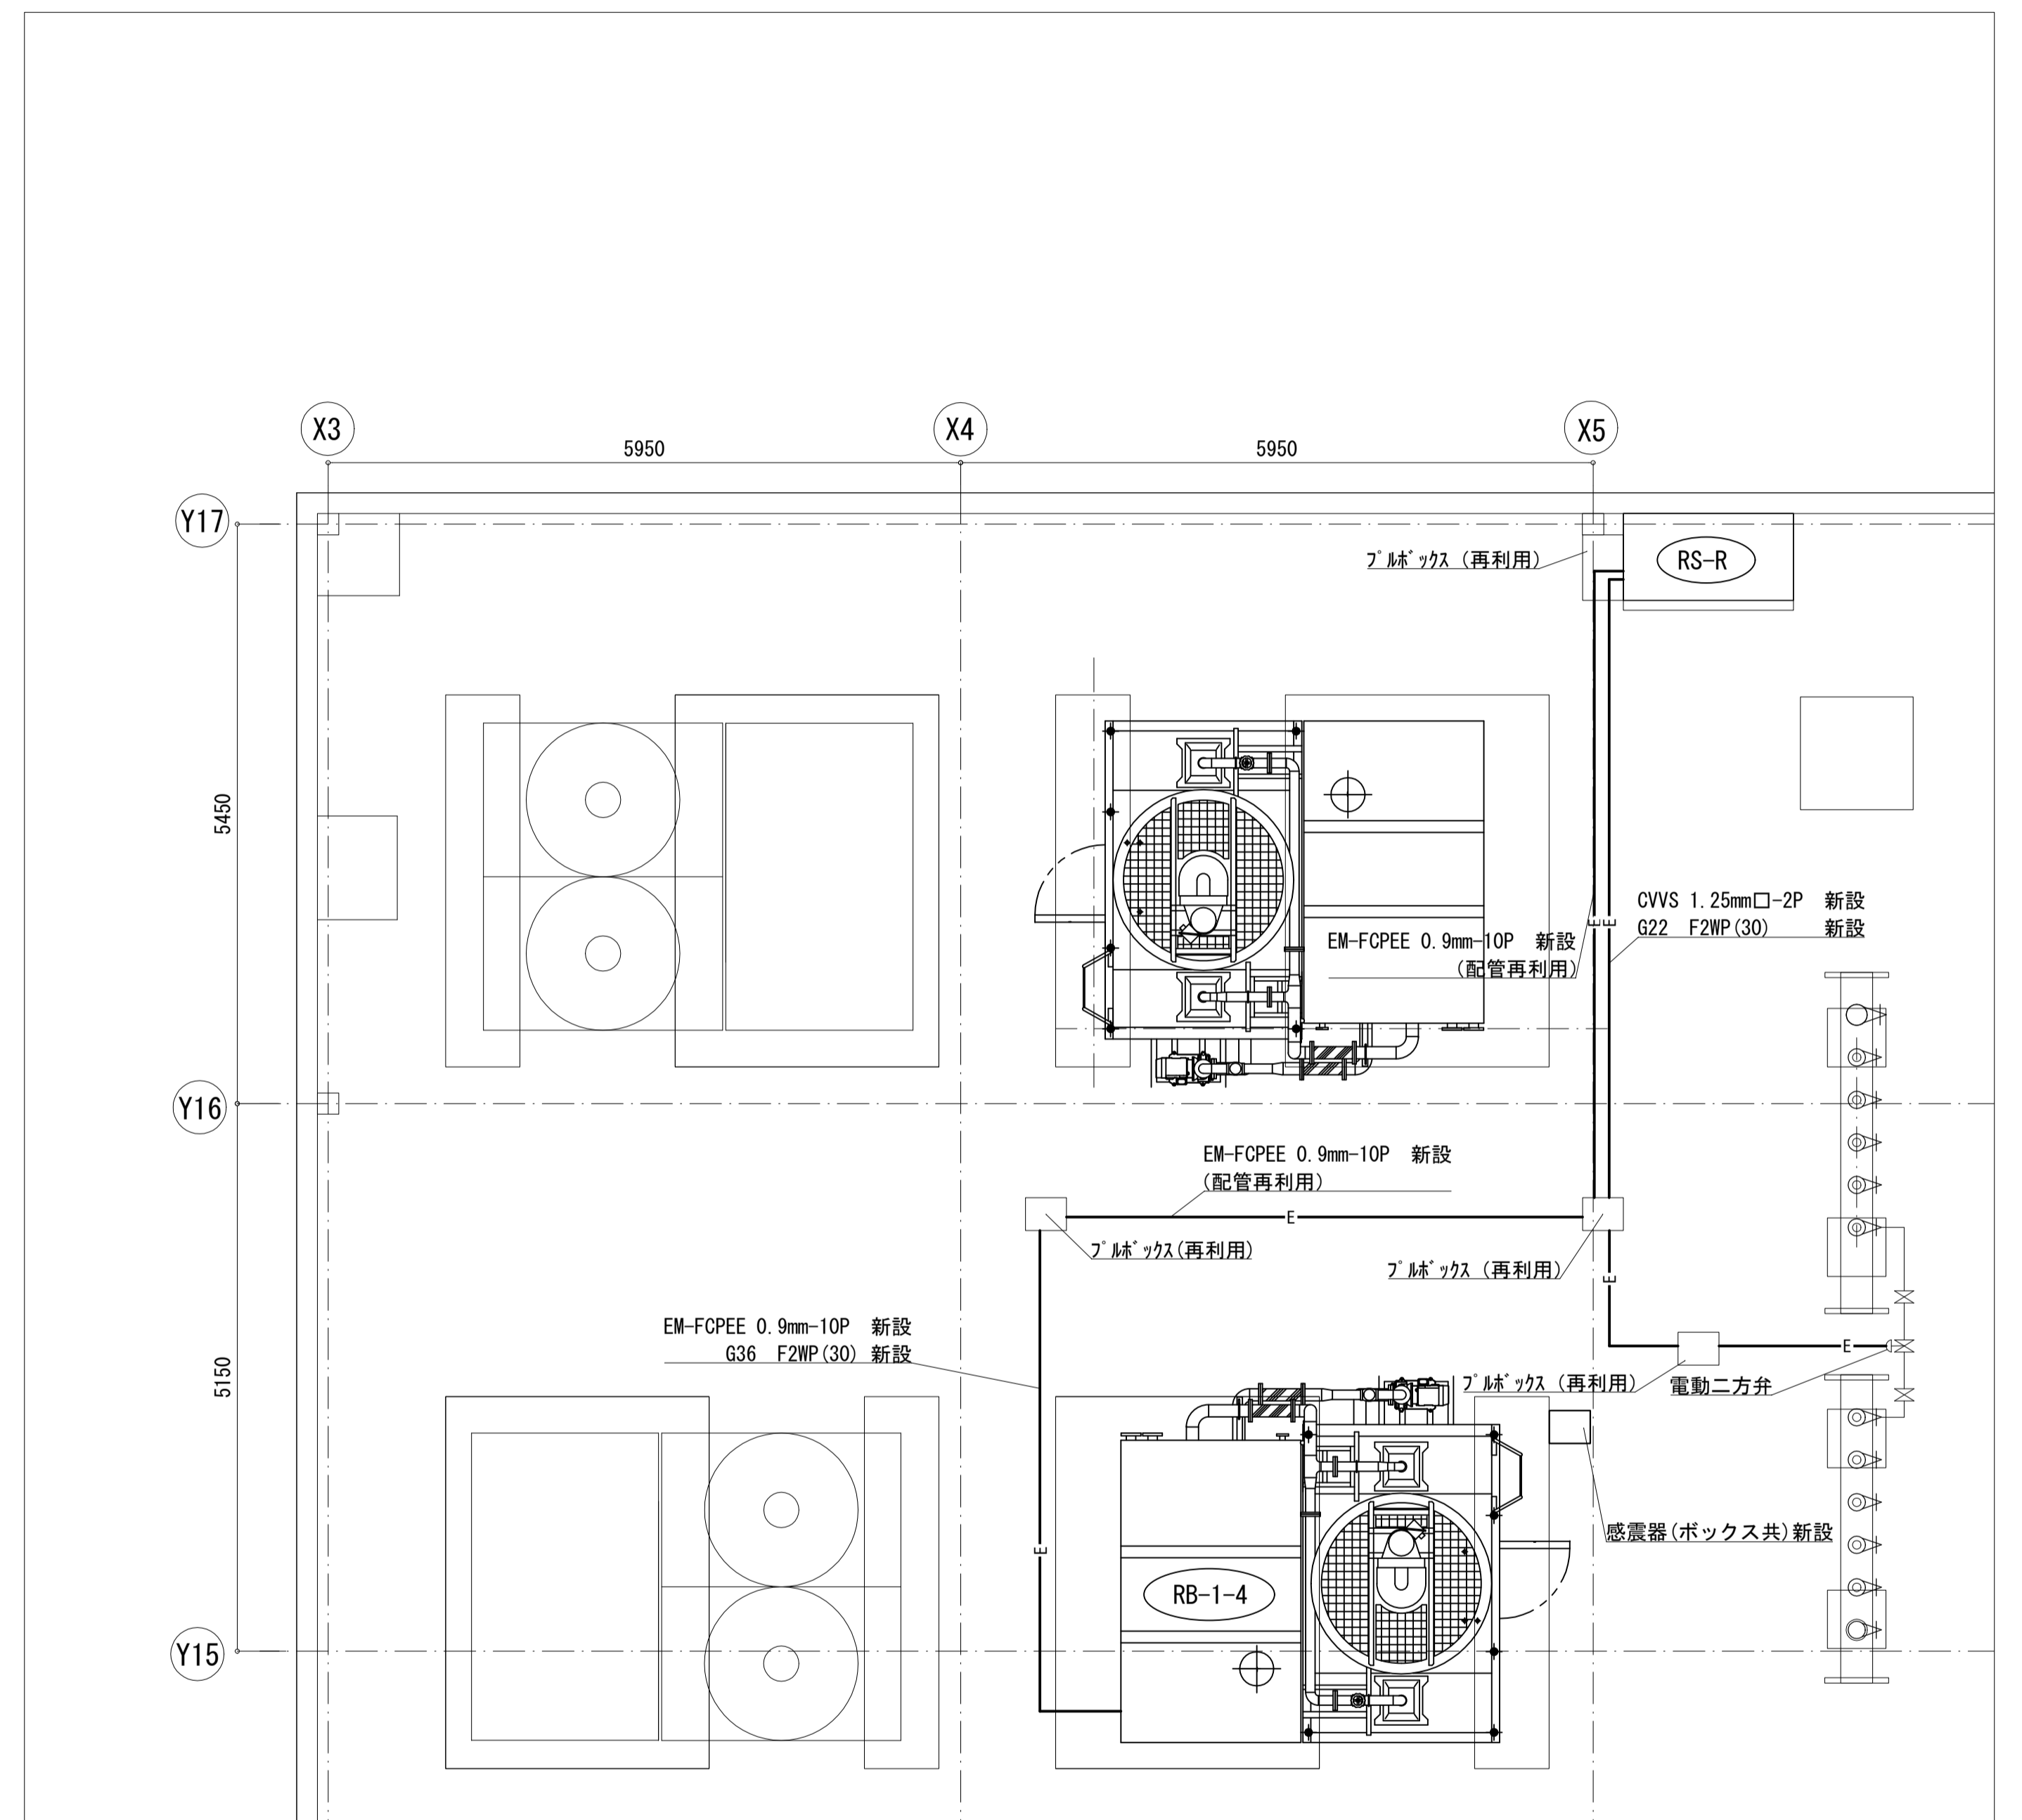 X3
X4
X5
5950
5950
Y17
プルボックス(再利用)
RS-R
5450
CVVS 1.25mm□-2P 新設
G22 F2WP(30) 新設
E
E
EM-FCPEE 0.9mm-10P 新設
(配管再利用)
Y16
EM-FCPEE 0.9mm-10P 新設
(配管再利用)
E
プルボックス(再利用)
プルボックス(再利用)
E
EM-FCPEE 0.9mm-10P 新設
G36 F2WP(30) 新設
E
5150
プルボックス(再利用)
電動二方弁
感震器(ボックス共)新設
E
RB-1-4
Y15